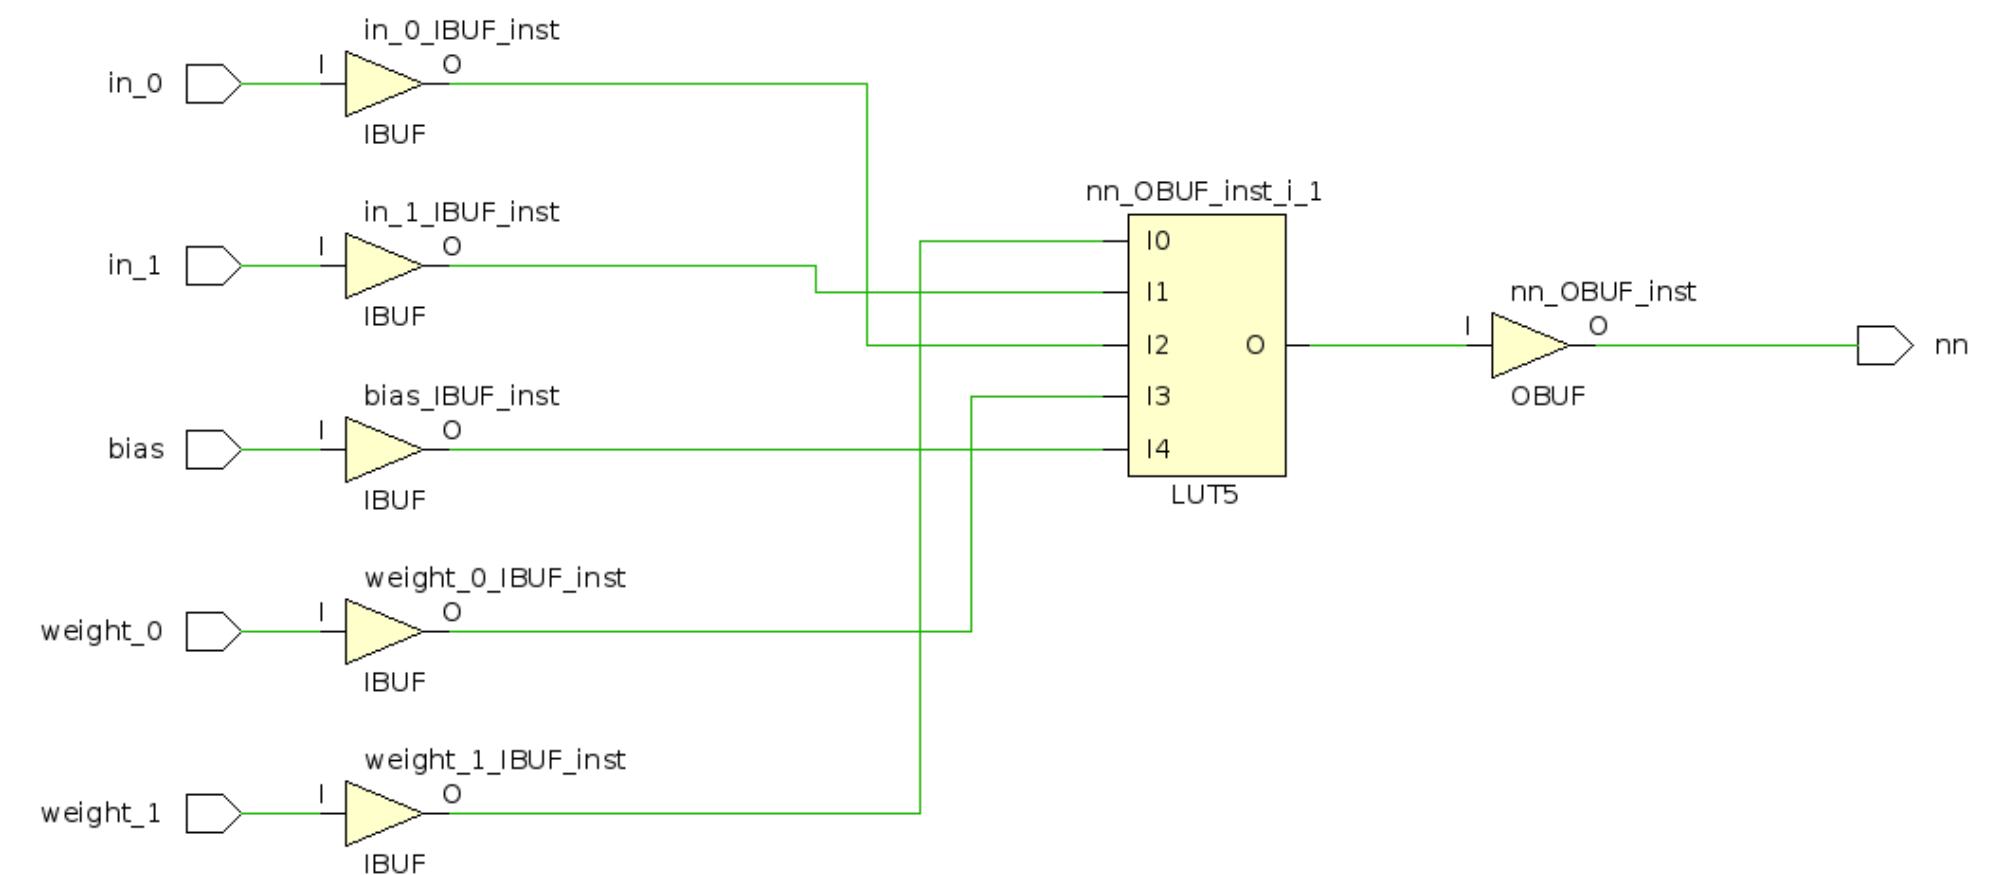 in_0_IBUF_inst
in_0
I
O
IBUF
in_1_IBUF_inst
in_1
I
O
IBUF
bias_IBUF_inst
bias
I
O
IBUF
weight_0_IBUF_inst
weight_0
I
O
IBUF
weight_1_IBUF_inst
weight_1
I
O
IBUF
nn_OBUF_inst_i_1
I0
I1
I2
I3
I4
O
LUT5
nn_OBUF_inst
I
O
OBUF
nn